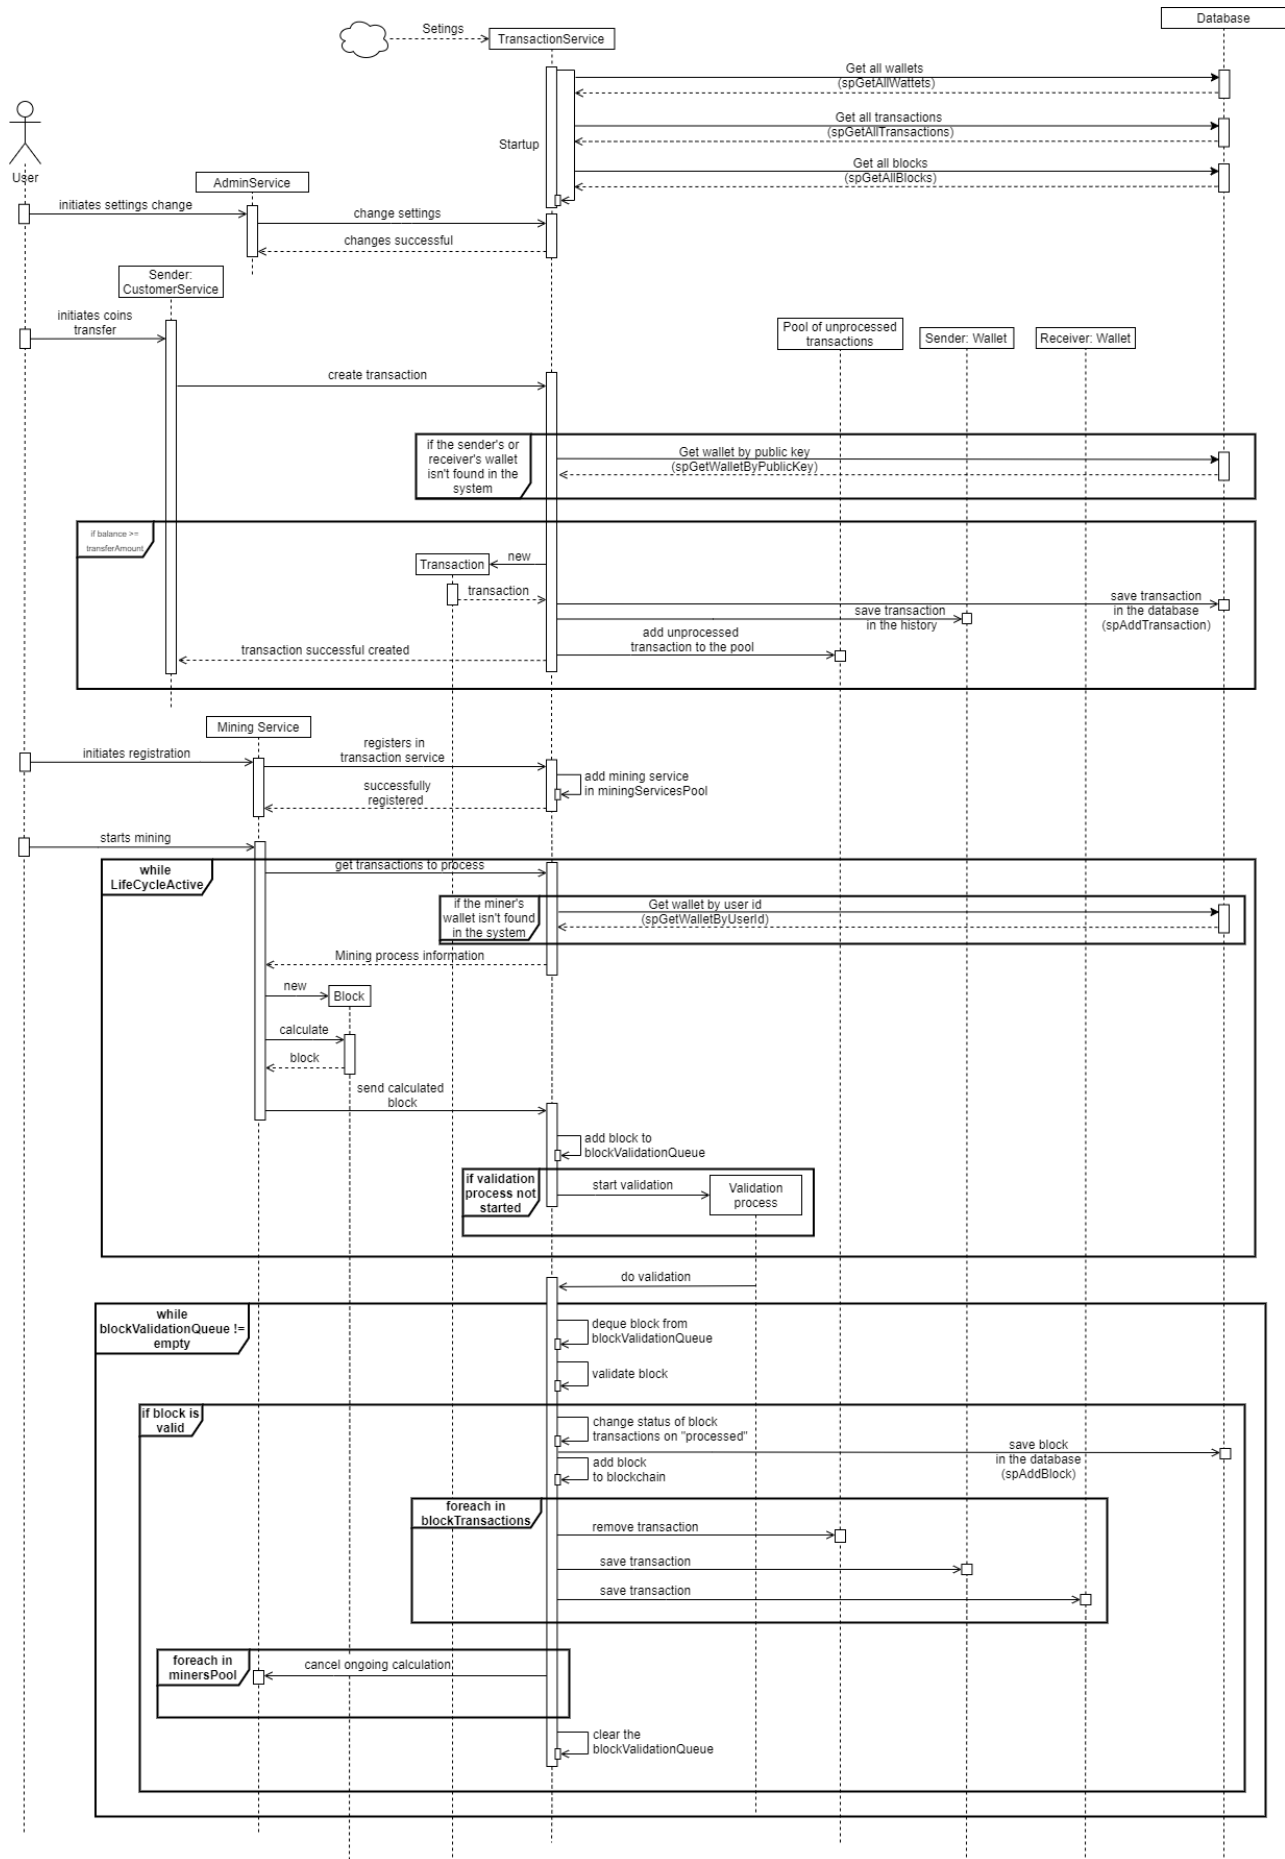 Database
Setings
TransactionService
Get all wallets
(spGetAllWattets)
Get all transactions
(spGetAllTransactions)
Startup
Get all blocks
(spGetAllBlocks)
User
AdminService
initiates settings change
change settings
changes successful
Sender:
CustomerService
initiates coins
transfer
Pool of unprocessed
transactions
Sender: Wallet
Receiver: Wallet
create transaction
if the sender's or
receiver's wallet
isn't found in the
system
Get wallet by public key
(spGetWalletByPublicKey)
if balance >=
transferAmount
Transaction
new
transaction
save transaction
in the database
(spAddTransaction)
save transaction
in the history
add unprocessed
transaction to the pool
transaction successful created
Mining Service
initiates registration
registers in
transaction service
add mining service
in miningServicesPool
successfully
registered
starts mining
while
LifeCycleActive
get transactions to process
if the miner's
wallet isn't found
in the system
Get wallet by user id
(spGetWalletByUserId)
Mining process information
new
Block
calculate
block
send calculated
block
add block to
blockValidationQueue
if validation
process not
started
start validation
Validation
process
do validation
while
blockValidationQueue !=
empty
deque block from
blockValidationQueue
validate block
if block is
valid
change status of block
transactions on "processed"
save block
in the database
(spAddBlock)
add block
to blockchain
foreach in
blockTransactions
remove transaction
save transaction
save transaction
foreach in
minersPool
cancel ongoing calculation
clear the
blockValidationQueue